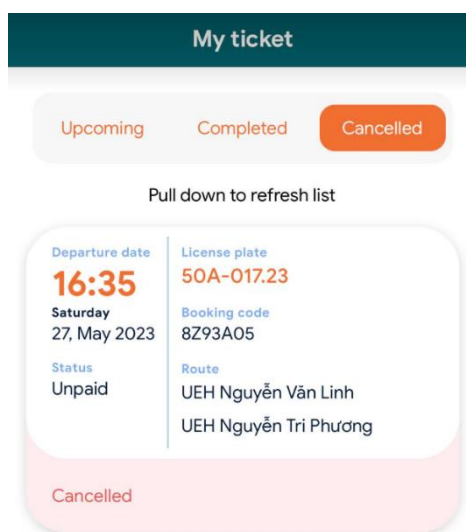 My ticket
Upcoming
Completed
Cancelled
Pull down to refresh list
Departure date
16:35
Saturday
27, May 2023
Status
Unpaid
License plate
50A-017.23
Booking code
8Z93A05
Route
UEH Nguyễn Văn Linh
UEH Nguyễn Tri Phương
Cancelled